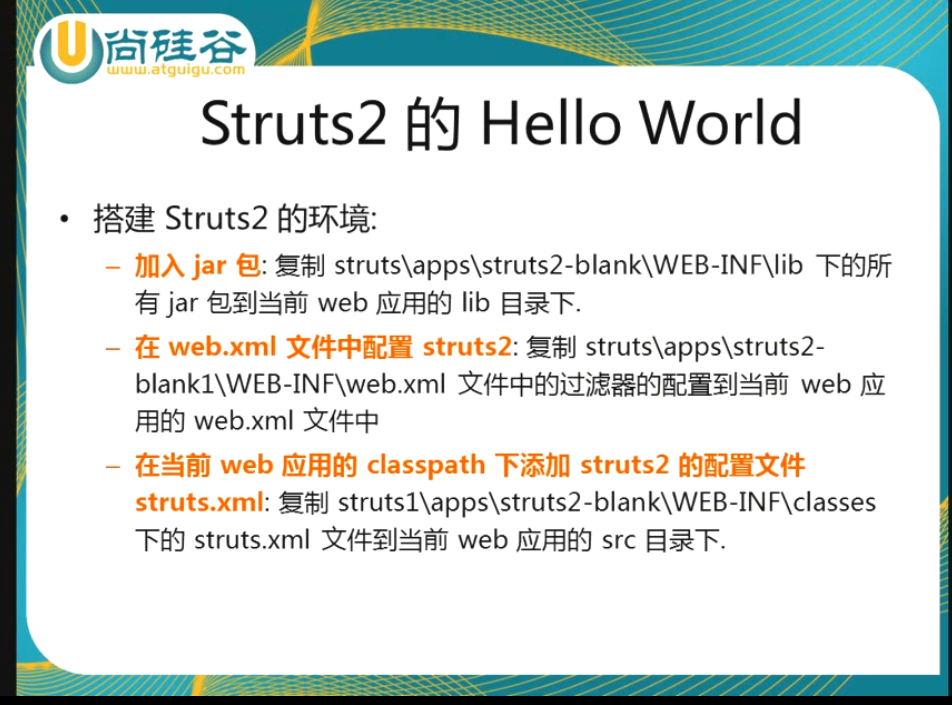 尚硅谷
www.atguigu.com
Struts2 的 Hello World
• 搭建 Struts2 的环境:
– 加入 jar 包: 复制 struts\apps\struts2-blank\WEB-INF\lib 下的所
有 jar 包到当前 web 应用的 lib 目录下.
– 在 web.xml 文件中配置 struts2: 复制 struts\apps\struts2-
blank1\WEB-INF\web.xml 文件中的过滤器的配置到当前 web 应
用的 web.xml 文件中
– 在当前 web 应用的 classpath 下添加 struts2 的配置文件
struts.xml: 复制 struts1\apps\struts2-blank\WEB-INF\classes
下的 struts.xml 文件到当前 web 应用的 src 目录下.